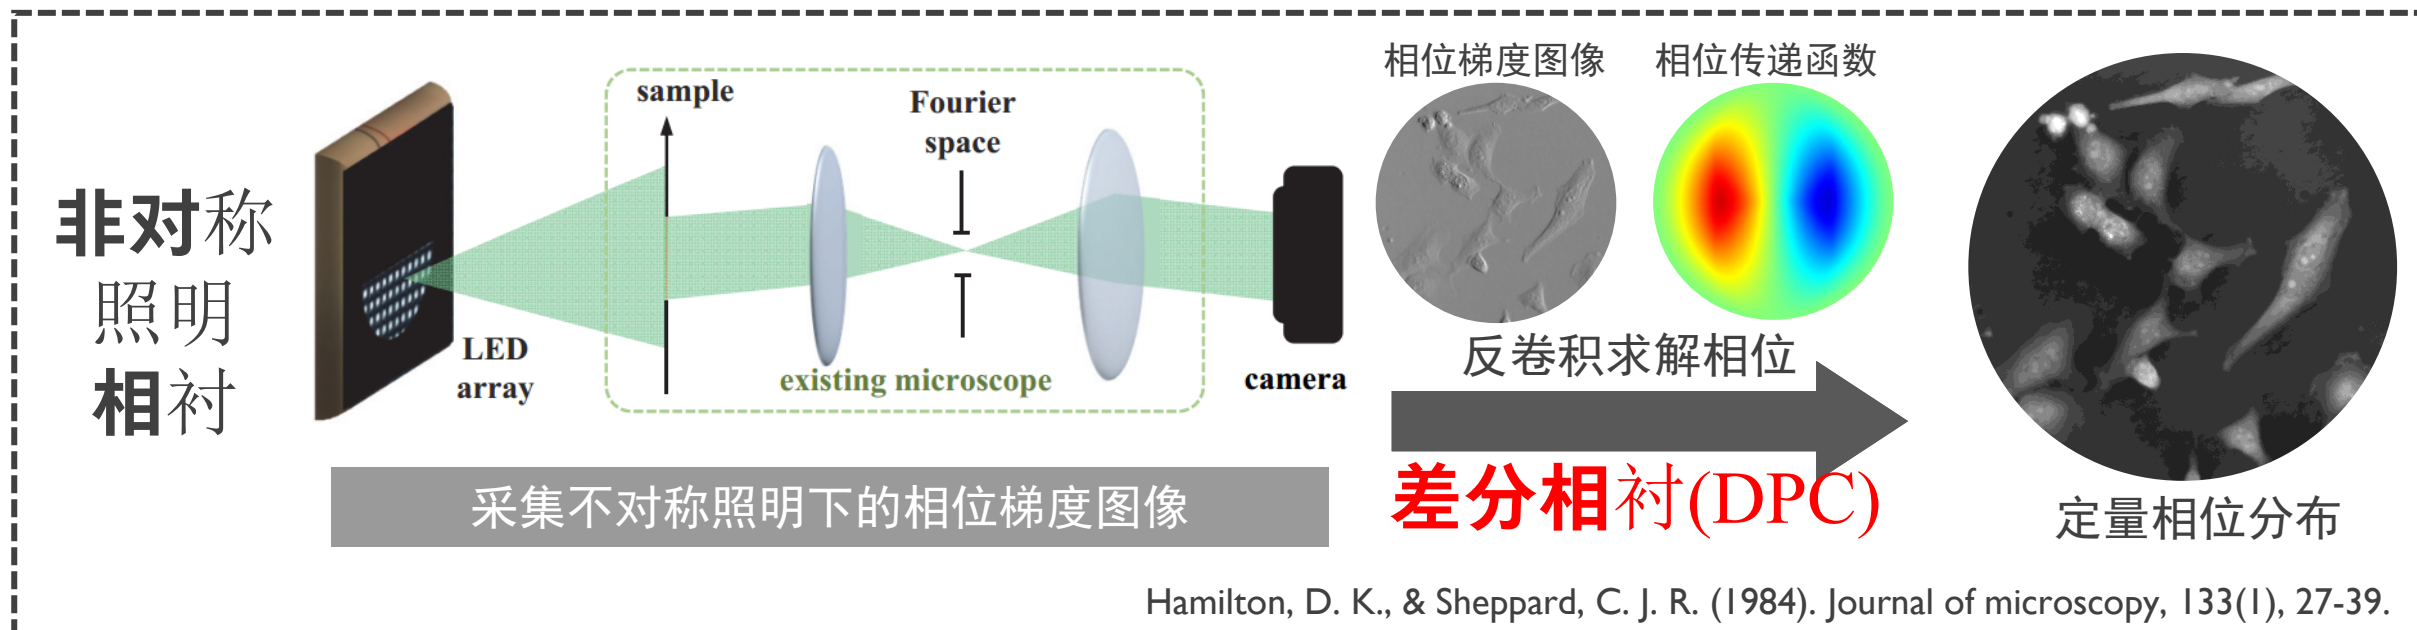 非对称
照明
相衬
sample
Fourier
space
LED
array
existing microscope
camera
采集不对称照明下的相位梯度图像
相位梯度图像
相位传递函数
反卷积求解相位
差分相衬(DPC)
定量相位分布
Hamilton, D. K., & Sheppard, C. J. R. (1984). Journal of microscopy, 133(1), 27-39.